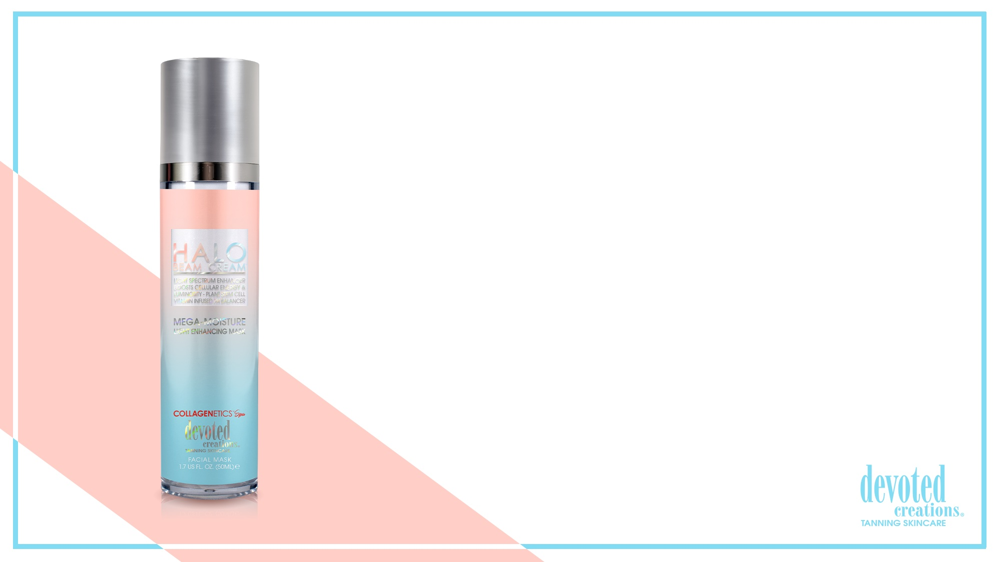 HALO
BEAM CREAM
LIGHT SPECTRUM ENHANCER
BOOSTS CELLULAR ENERGY &
LUMINOSITY - PLANT STEM CELL
VITAMIN INFUSED PH BALANCER
MEGA-MOISTURE
LIGHT ENHANCING MASK
COLLAGENETICS™ Spa
devoted
creations®
TANNING SKINCARE
FACIAL MASK
1.7 US FL. OZ. (50ML) ℮
devoted
creations®
TANNING SKINCARE